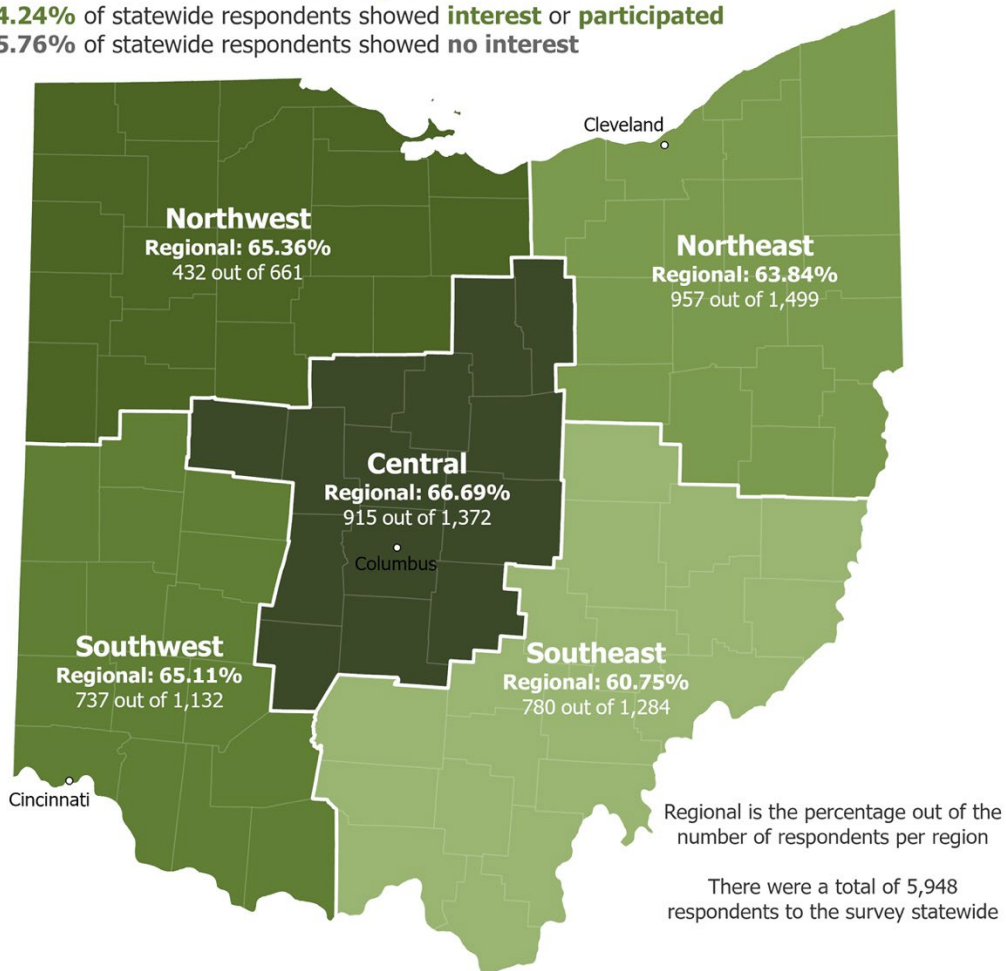 4.24% of statewide respondents showed interest or participated
5.76% of statewide respondents showed no interest
Cleveland
Northwest
Regional: 65.36%
432 out of 661
Northeast
Regional: 63.84%
957 out of 1,499
Central
Regional: 66.69%
915 out of 1,372
Columbus
Southwest
Regional: 65.11%
737 out of 1,132
Southeast
Regional: 60.75%
780 out of 1,284
Cincinnati
Regional is the percentage out of the
number of respondents per region
There were a total of 5,948
respondents to the survey statewide